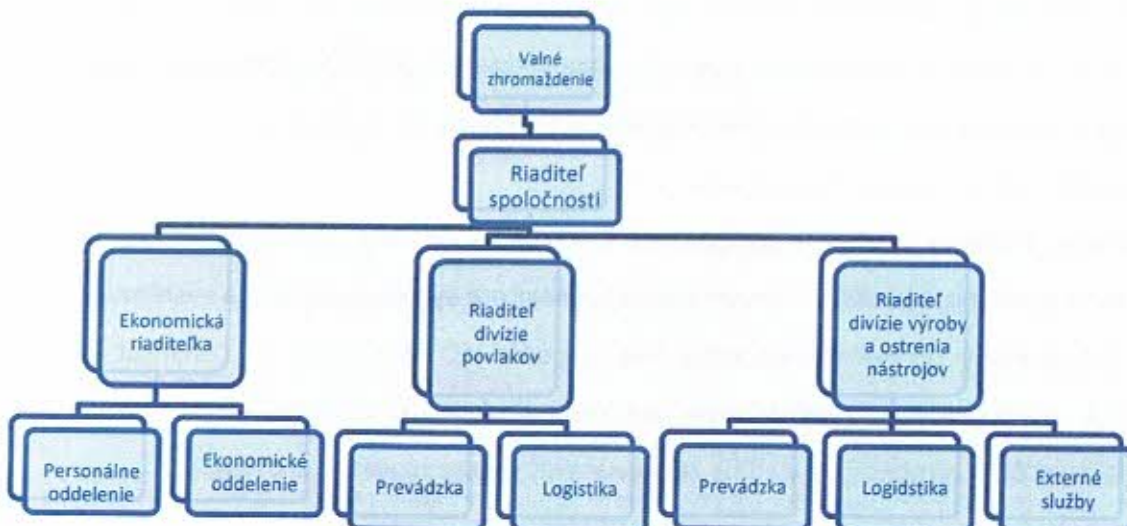 Valné
zhromaždenie
Riaditeľ
spoločnosti
Ekonomická
riaditeľka
Riaditeľ
divízie
povlakov
Riaditeľ
divízie výroby
a ostrenia
nástrojov
Personálne
oddelenie
Ekonomické
oddelenie
Prevádzka
Logistika
Prevádzka
Logidstika
Externé
služby